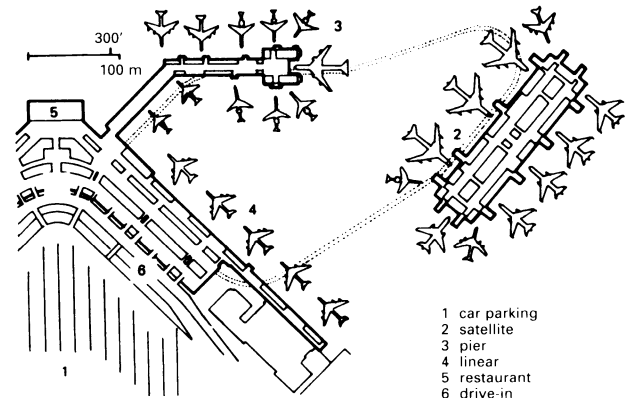 300'
100 m
3
5
2
4
6
1
1 car parking
2 satellite
3 pier
4 linear
5 restaurant
6 drive-in